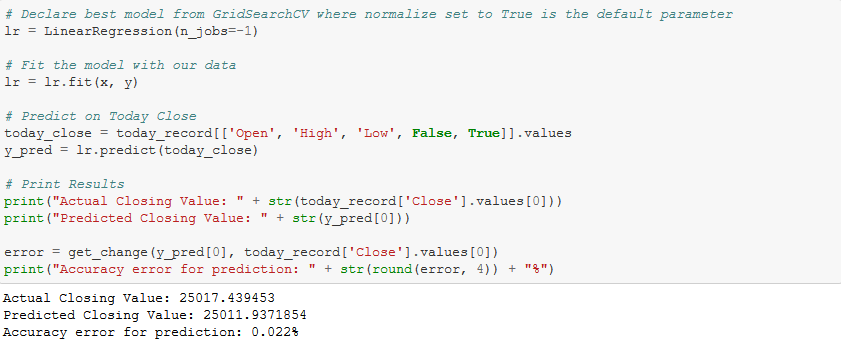 # Declare best model from GridSearchCV where normalize set to True is the default parameter
lr = LinearRegression(n_jobs=-1)
# Fit the model with our data
lr = lr.fit(x, y)
# Predict on Today Close
today_close = today_record[['Open', 'High', 'Low', False, True]].values
y_pred = lr.predict(today_close)
# Print Results
print("Actual Closing Value: " + str(today_record['Close'].values[0]))
print("Predicted Closing Value: " + str(y_pred[0]))
error = get_change(y_pred[0], today_record['Close'].values[0])
print("Accuracy error for prediction: " + str(round(error, 4)) + "%")
Actual Closing Value: 25017.439453
Predicted Closing Value: 25011.9371854
Accuracy error for prediction: 0.022%